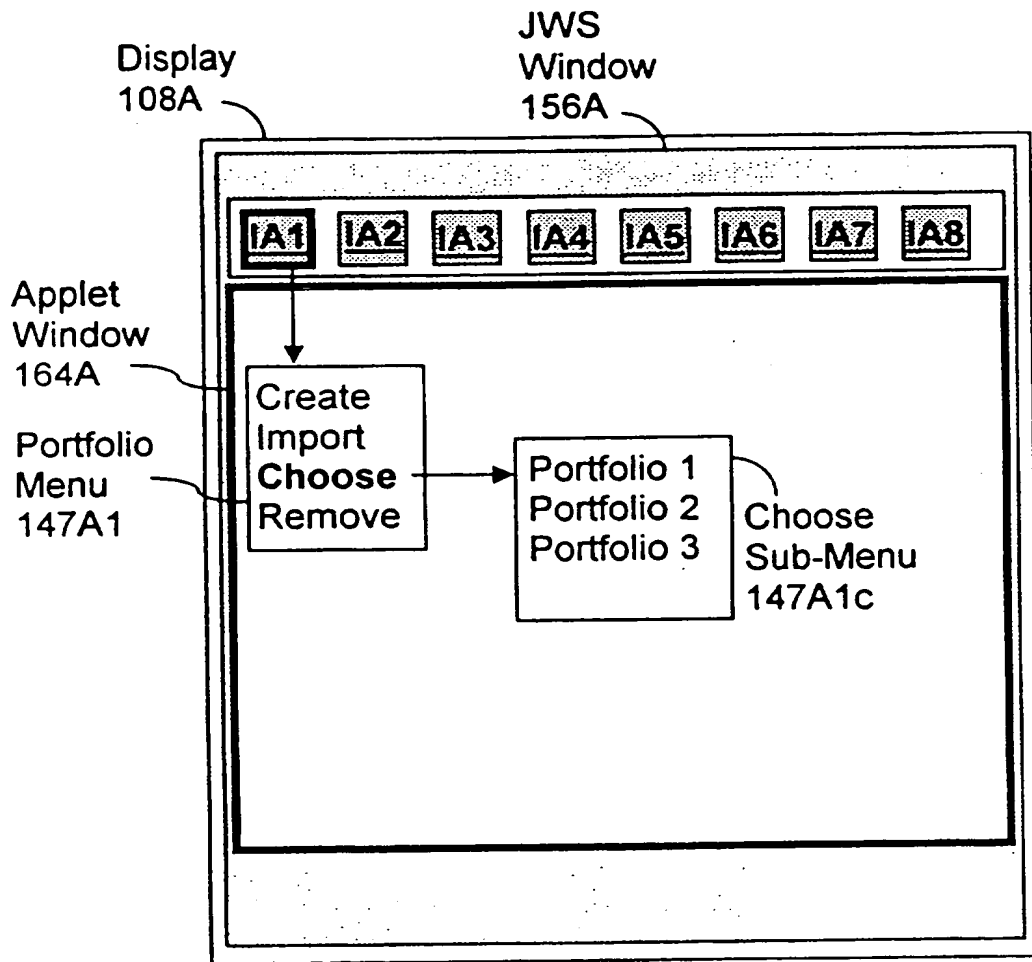 Display
108A
JWS
Window
156A
IA1 IA2 IA3 IA4 IA5 IA6 IA7 IA8
Applet
Window
164A
Portfolio
Menu
147A1
Create
Import
Choose
Remove
Portfolio 1
Portfolio 2
Portfolio 3
Choose
Sub-Menu
147A1c